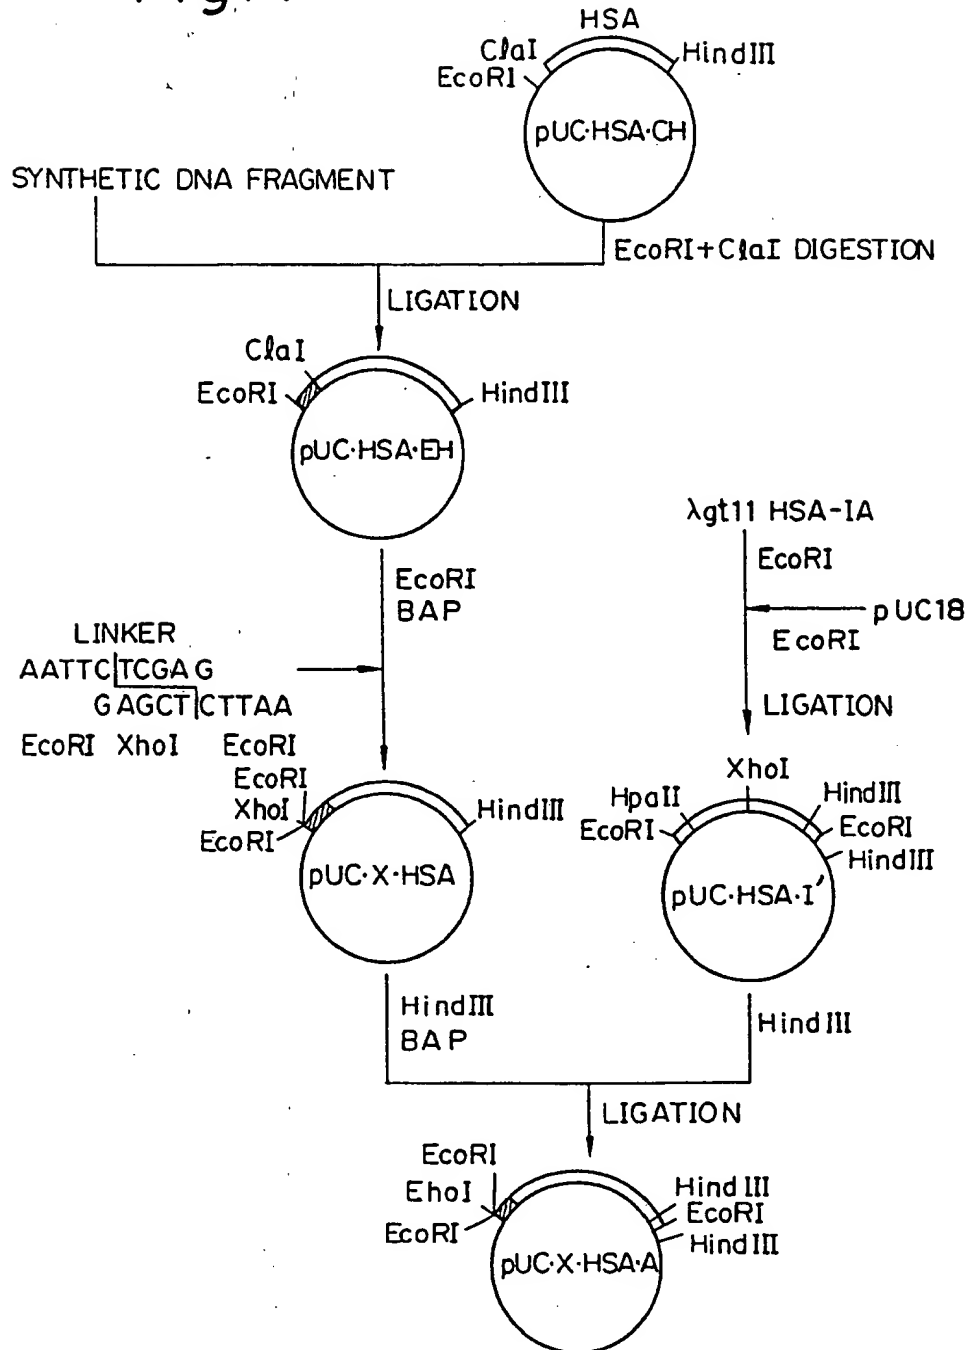 HSA
ClaI
HindIII
EcoRI
pUC·HSA·CH
SYNTHETIC DNA FRAGMENT
EcoRI+ClaI DIGESTION
LIGATION
ClaI
EcoRI
HindIII
pUC·HSA·EH
λgt11 HSA-IA
EcoRI
EcoRI
BAP
pUC18
EcoRI
LINKER
AATTC TCGAG
GAGCT CTTAA
EcoRI XhoI EcoRI
LIGATION
EcoRI
XhoI
EcoRI
HindIII
pUC·X·HSA
XhoI
HpaII
HindIII
EcoRI
EcoRI
HindIII
pUC·HSA·I'
HindIII
BAP
HindIII
LIGATION
EcoRI
EhoI
EcoRI
HindIII
EcoRI
HindIII
pUC·X·HSA·A